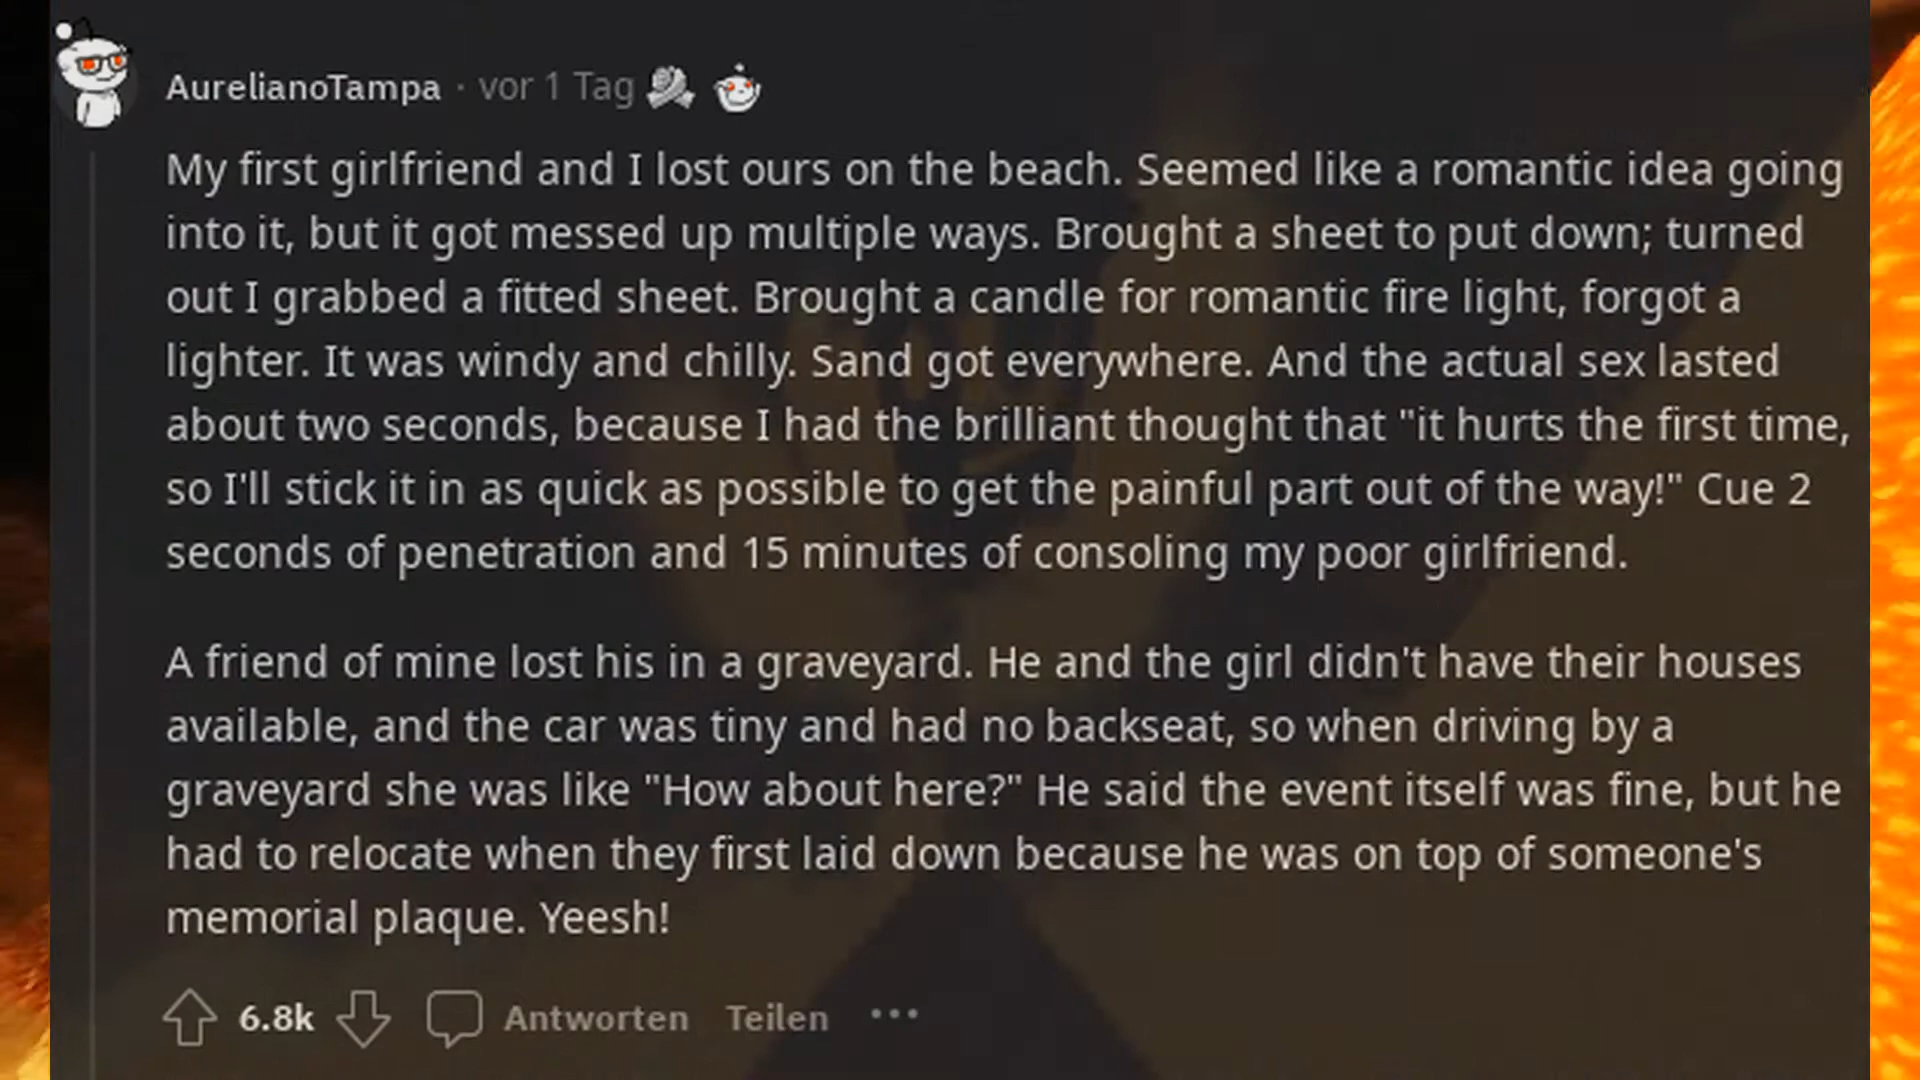 AurelianoTampa · vor 1 Tag
My first girlfriend and I lost ours on the beach. Seemed like a romantic idea going
into it, but it got messed up multiple ways. Brought a sheet to put down; turned
out I grabbed a fitted sheet. Brought a candle for romantic fire light, forgot a
lighter. It was windy and chilly. Sand got everywhere. And the actual sex lasted
about two seconds, because I had the brilliant thought that "it hurts the first time,
so I'll stick it in as quick as possible to get the painful part out of the way!" Cue 2
seconds of penetration and 15 minutes of consoling my poor girlfriend.
A friend of mine lost his in a graveyard. He and the girl didn't have their houses
available, and the car was tiny and had no backseat, so when driving by a
graveyard she was like "How about here?" He said the event itself was fine, but he
had to relocate when they first laid down because he was on top of someone's
memorial plaque. Yeesh!
6.8k Antworten Teilen ...